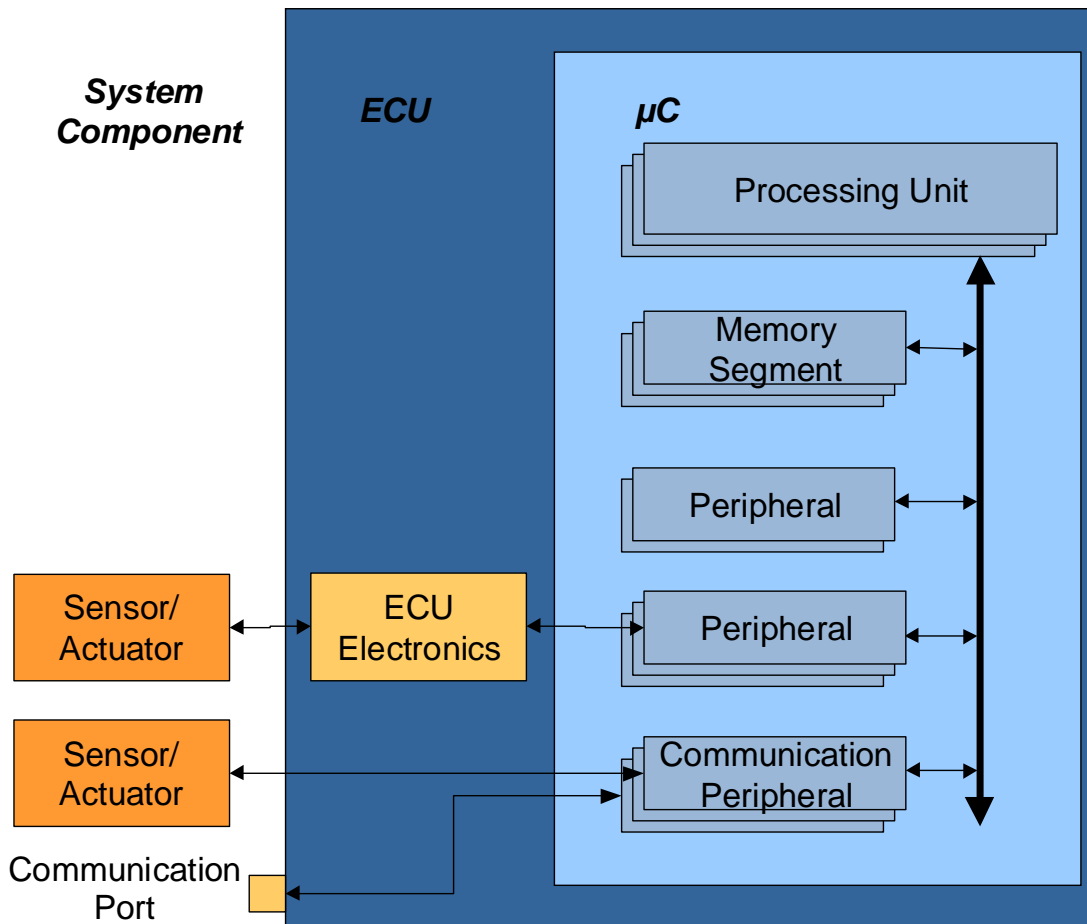 System
Component
ECU
µC
Processing Unit
Memory
Segment
Peripheral
Sensor/
Actuator
ECU
Electronics
Peripheral
Sensor/
Actuator
Communication
Peripheral
Communication
Port